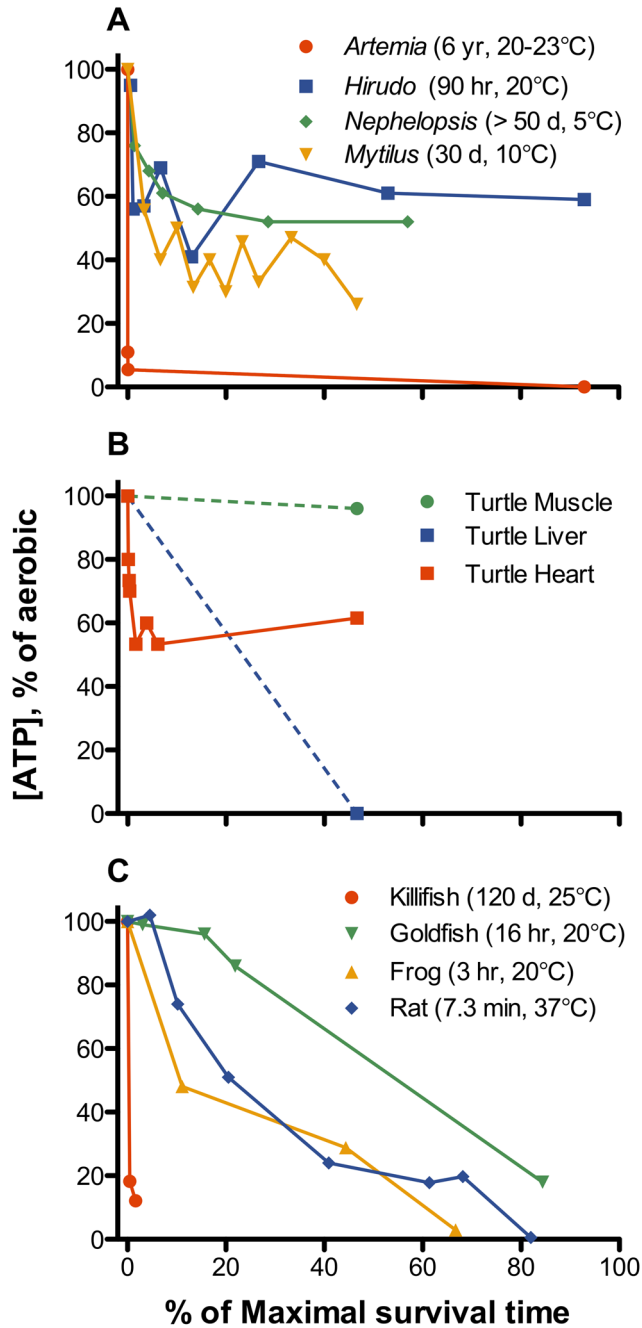 A
Artemia (6 yr, 20-23°C)
Hirudo (90 hr, 20°C)
Nephelopsis (> 50 d, 5°C)
Mytilus (30 d, 10°C)
100
80
60
40
20
0
B
Turtle Muscle
Turtle Liver
Turtle Heart
100
80
60
40
20
0
[ATP], % of aerobic
C
Killifish (120 d, 25°C)
Goldfish (16 hr, 20°C)
Frog (3 hr, 20°C)
Rat (7.3 min, 37°C)
100
80
60
40
20
0
0 20 40 60 80 100
% of Maximal survival time